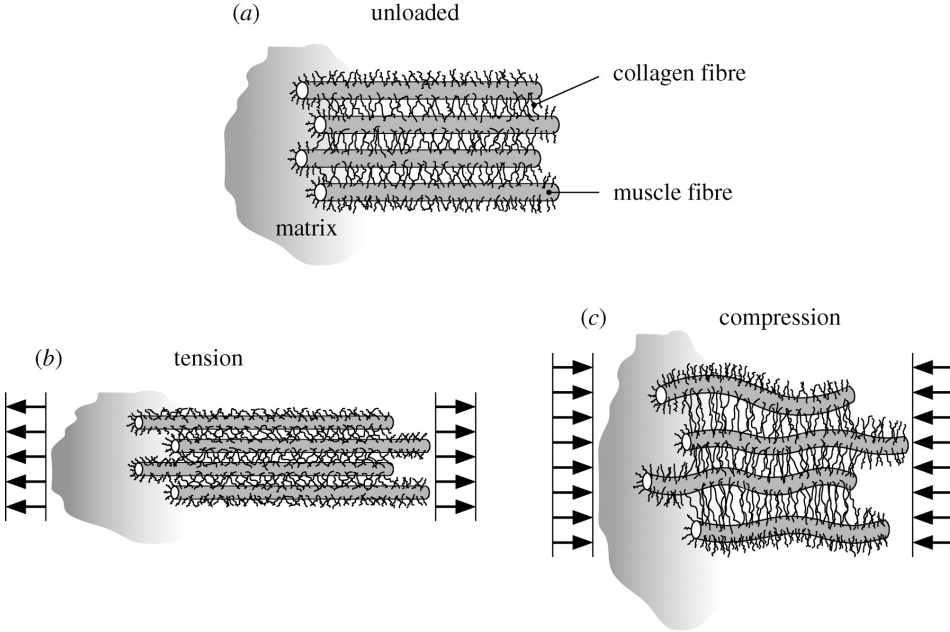 (a) unloaded
collagen fibre
muscle fibre
matrix
(b) tension
(c) compression